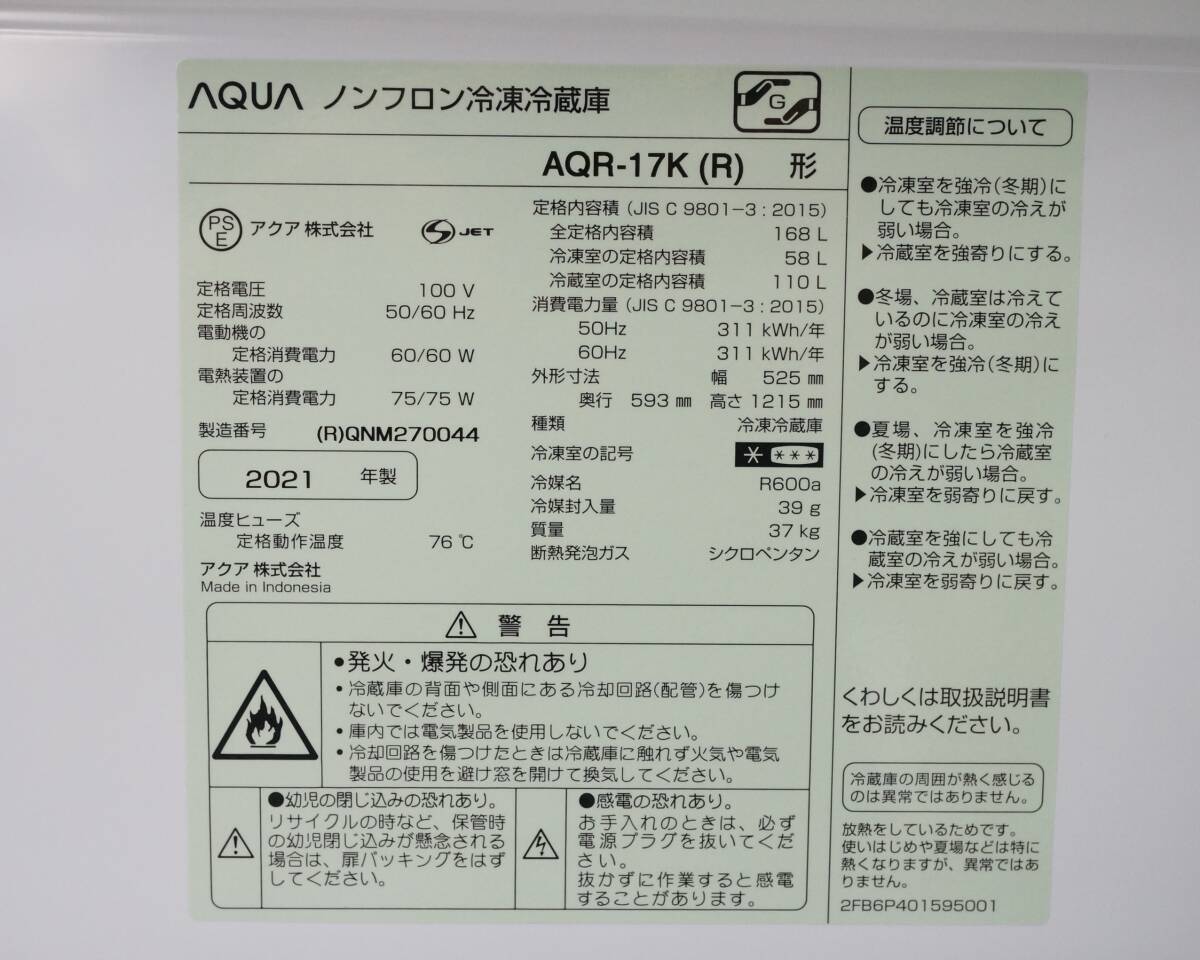 AQUA ノンフロン冷凍冷蔵庫
G
AQR-17K (R) 形
PS
E
アクア 株式会社
S JET
定格電圧 100 V
定格周波数 50/60 Hz
電動機の
定格消費電力 60/60 W
電熱装置の
定格消費電力 75/75 W
製造番号 (R)QNM270044
2021 年製
温度ヒューズ
定格動作温度 76 ℃
アクア 株式会社
Made in Indonesia
定格内容積 (JIS C 9801-3 : 2015)
全定格内容積 168 L
冷凍室の定格内容積 58 L
冷蔵室の定格内容積 110 L
消費電力量 (JIS C 9801-3 : 2015)
50Hz 311 kWh/年
60Hz 311 kWh/年
外形寸法 幅 525 ㎜
奥行 593 ㎜ 高さ 1215 ㎜
種類 冷凍冷蔵庫
冷凍室の記号 * ***
冷媒名 R600a
冷媒封入量 39 g
質量 37 kg
断熱発泡ガス シクロペンタン
⚠ 警 告
•発火・爆発の恐れあり
・冷蔵庫の背面や側面にある冷却回路(配管)を傷つけ
ないでください。
・庫内では電気製品を使用しないでください。
・冷却回路を傷つけたときは冷蔵庫に触れず火気や電気
製品の使用を避け窓を開けて換気してください。
●幼児の閉じ込みの恐れあり。
リサイクルの時など、保管時
の幼児閉じ込みが懸念される
場合は、扉パッキングをはず
してください。
●感電の恐れあり。
お手入れのときは、必ず
電源プラグを抜いてくだ
さい。
抜かずに作業すると感電
することがあります。
温度調節について
●冷凍室を強冷(冬期)に
しても冷凍室の冷えが
弱い場合。
▶冷蔵室を強寄りにする。
●冬場、冷蔵室は冷えて
いるのに冷凍室の冷え
が弱い場合。
▶冷凍室を強冷(冬期)に
する。
●夏場、冷凍室を強冷
(冬期)にしたら冷蔵室
の冷えが弱い場合。
▶冷凍室を弱寄りに戻す。
●冷蔵室を強にしても冷
蔵室の冷えが弱い場合。
▶冷凍室を弱寄りに戻す。
くわしくは取扱説明書
をお読みください。
冷蔵庫の周囲が熱く感じる
のは異常ではありません。
放熱をしているためです。
使いはじめや夏場などは特に
熱くなりますが、異常ではあ
りません。
2FB6P401595001